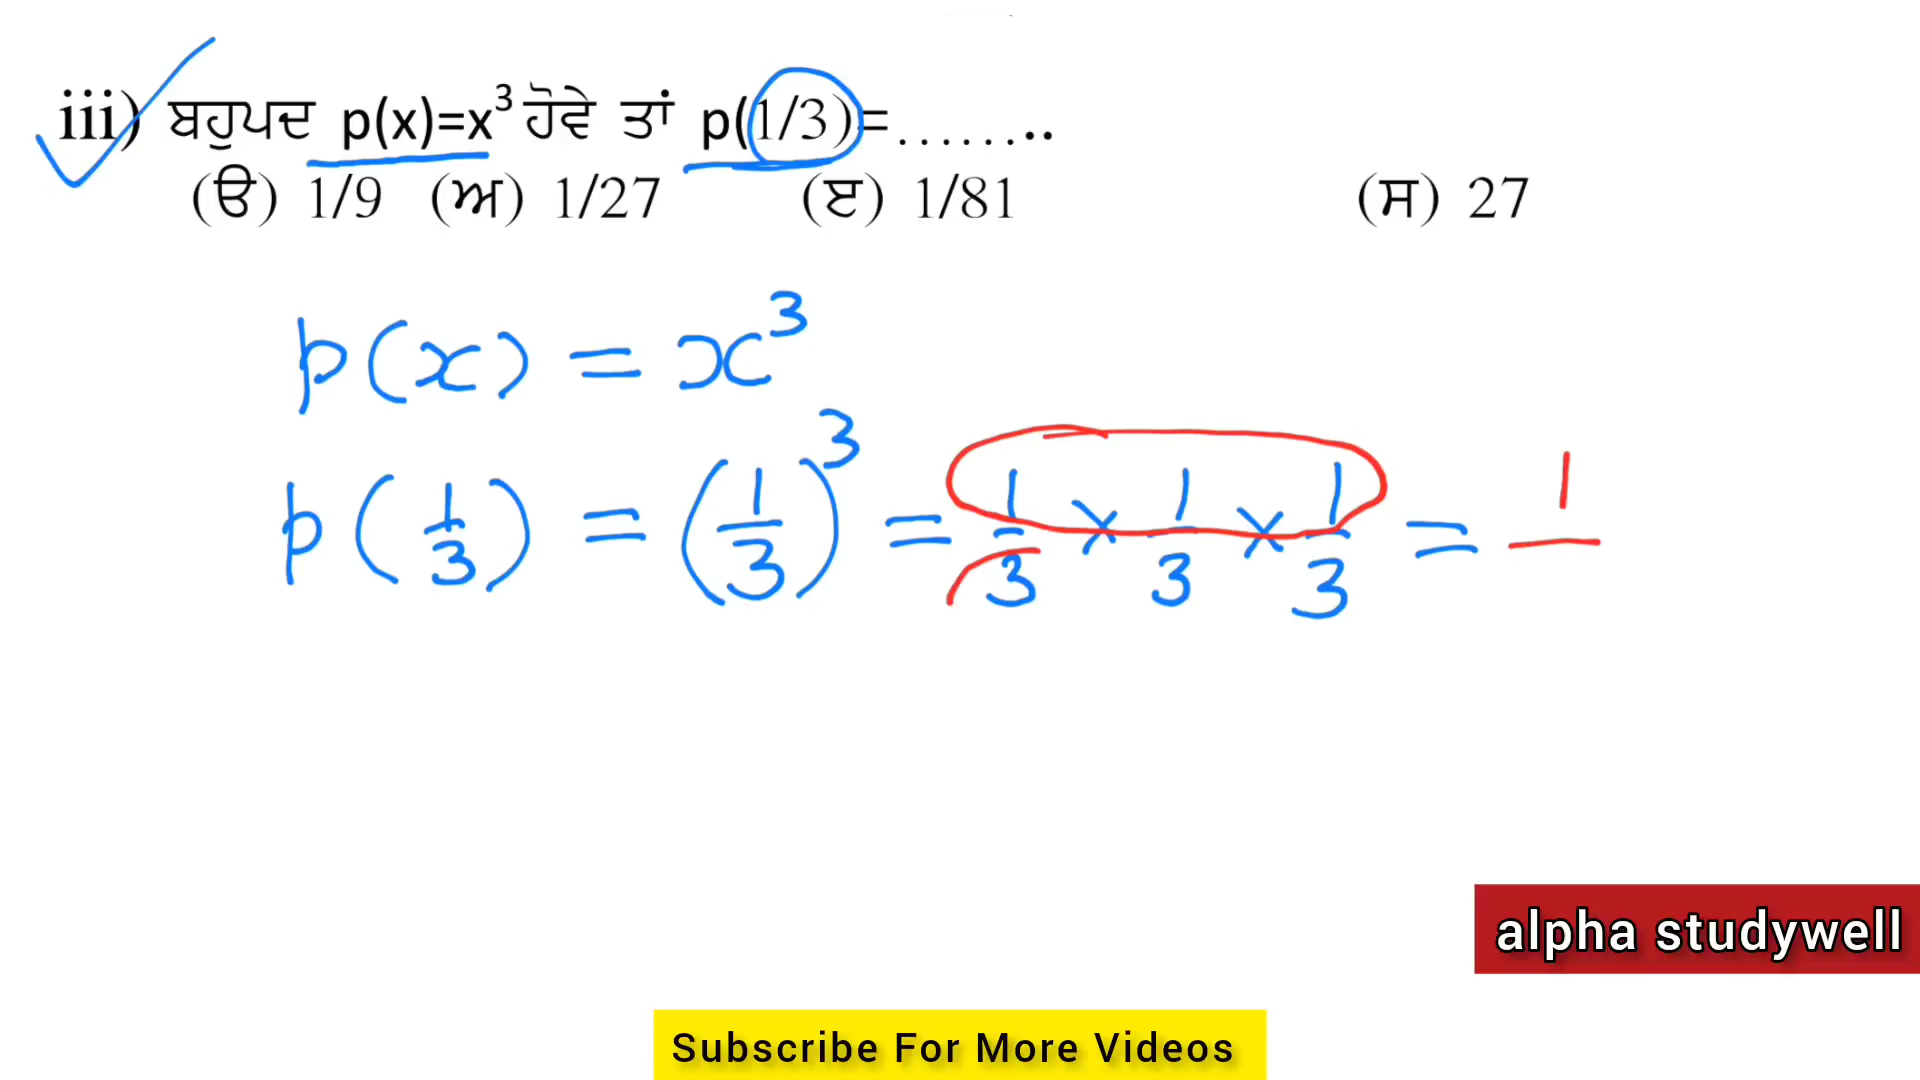 iii) ਬਹੁਪਦ p(x)=x³ ਹੋਵੇ ਤਾਂ p(1/3)=……..
(ੳ) 1/9 (ਅ) 1/27 (ੲ) 1/81 (ਸ) 27
p(x) = x³
p(1/3) = (1/3)³ = 1/3 × 1/3 × 1/3 = 1/
alpha studywell
Subscribe For More Videos